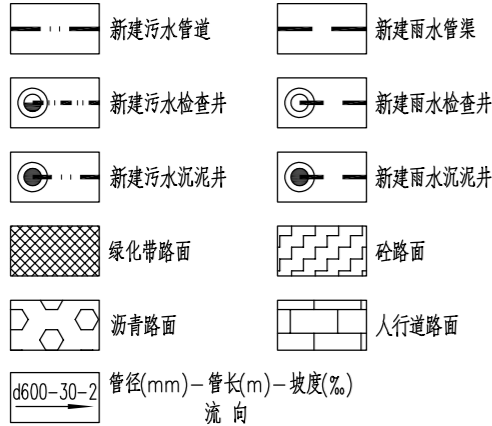 新建污水管道
新建雨水管渠
新建污水检查井
新建雨水检查井
新建污水沉泥井
新建雨水沉泥井
绿化带路面
砼路面
沥青路面
人行道路面
d600-30-2
管径(mm)-管长(m)-坡度(‰)
流 向